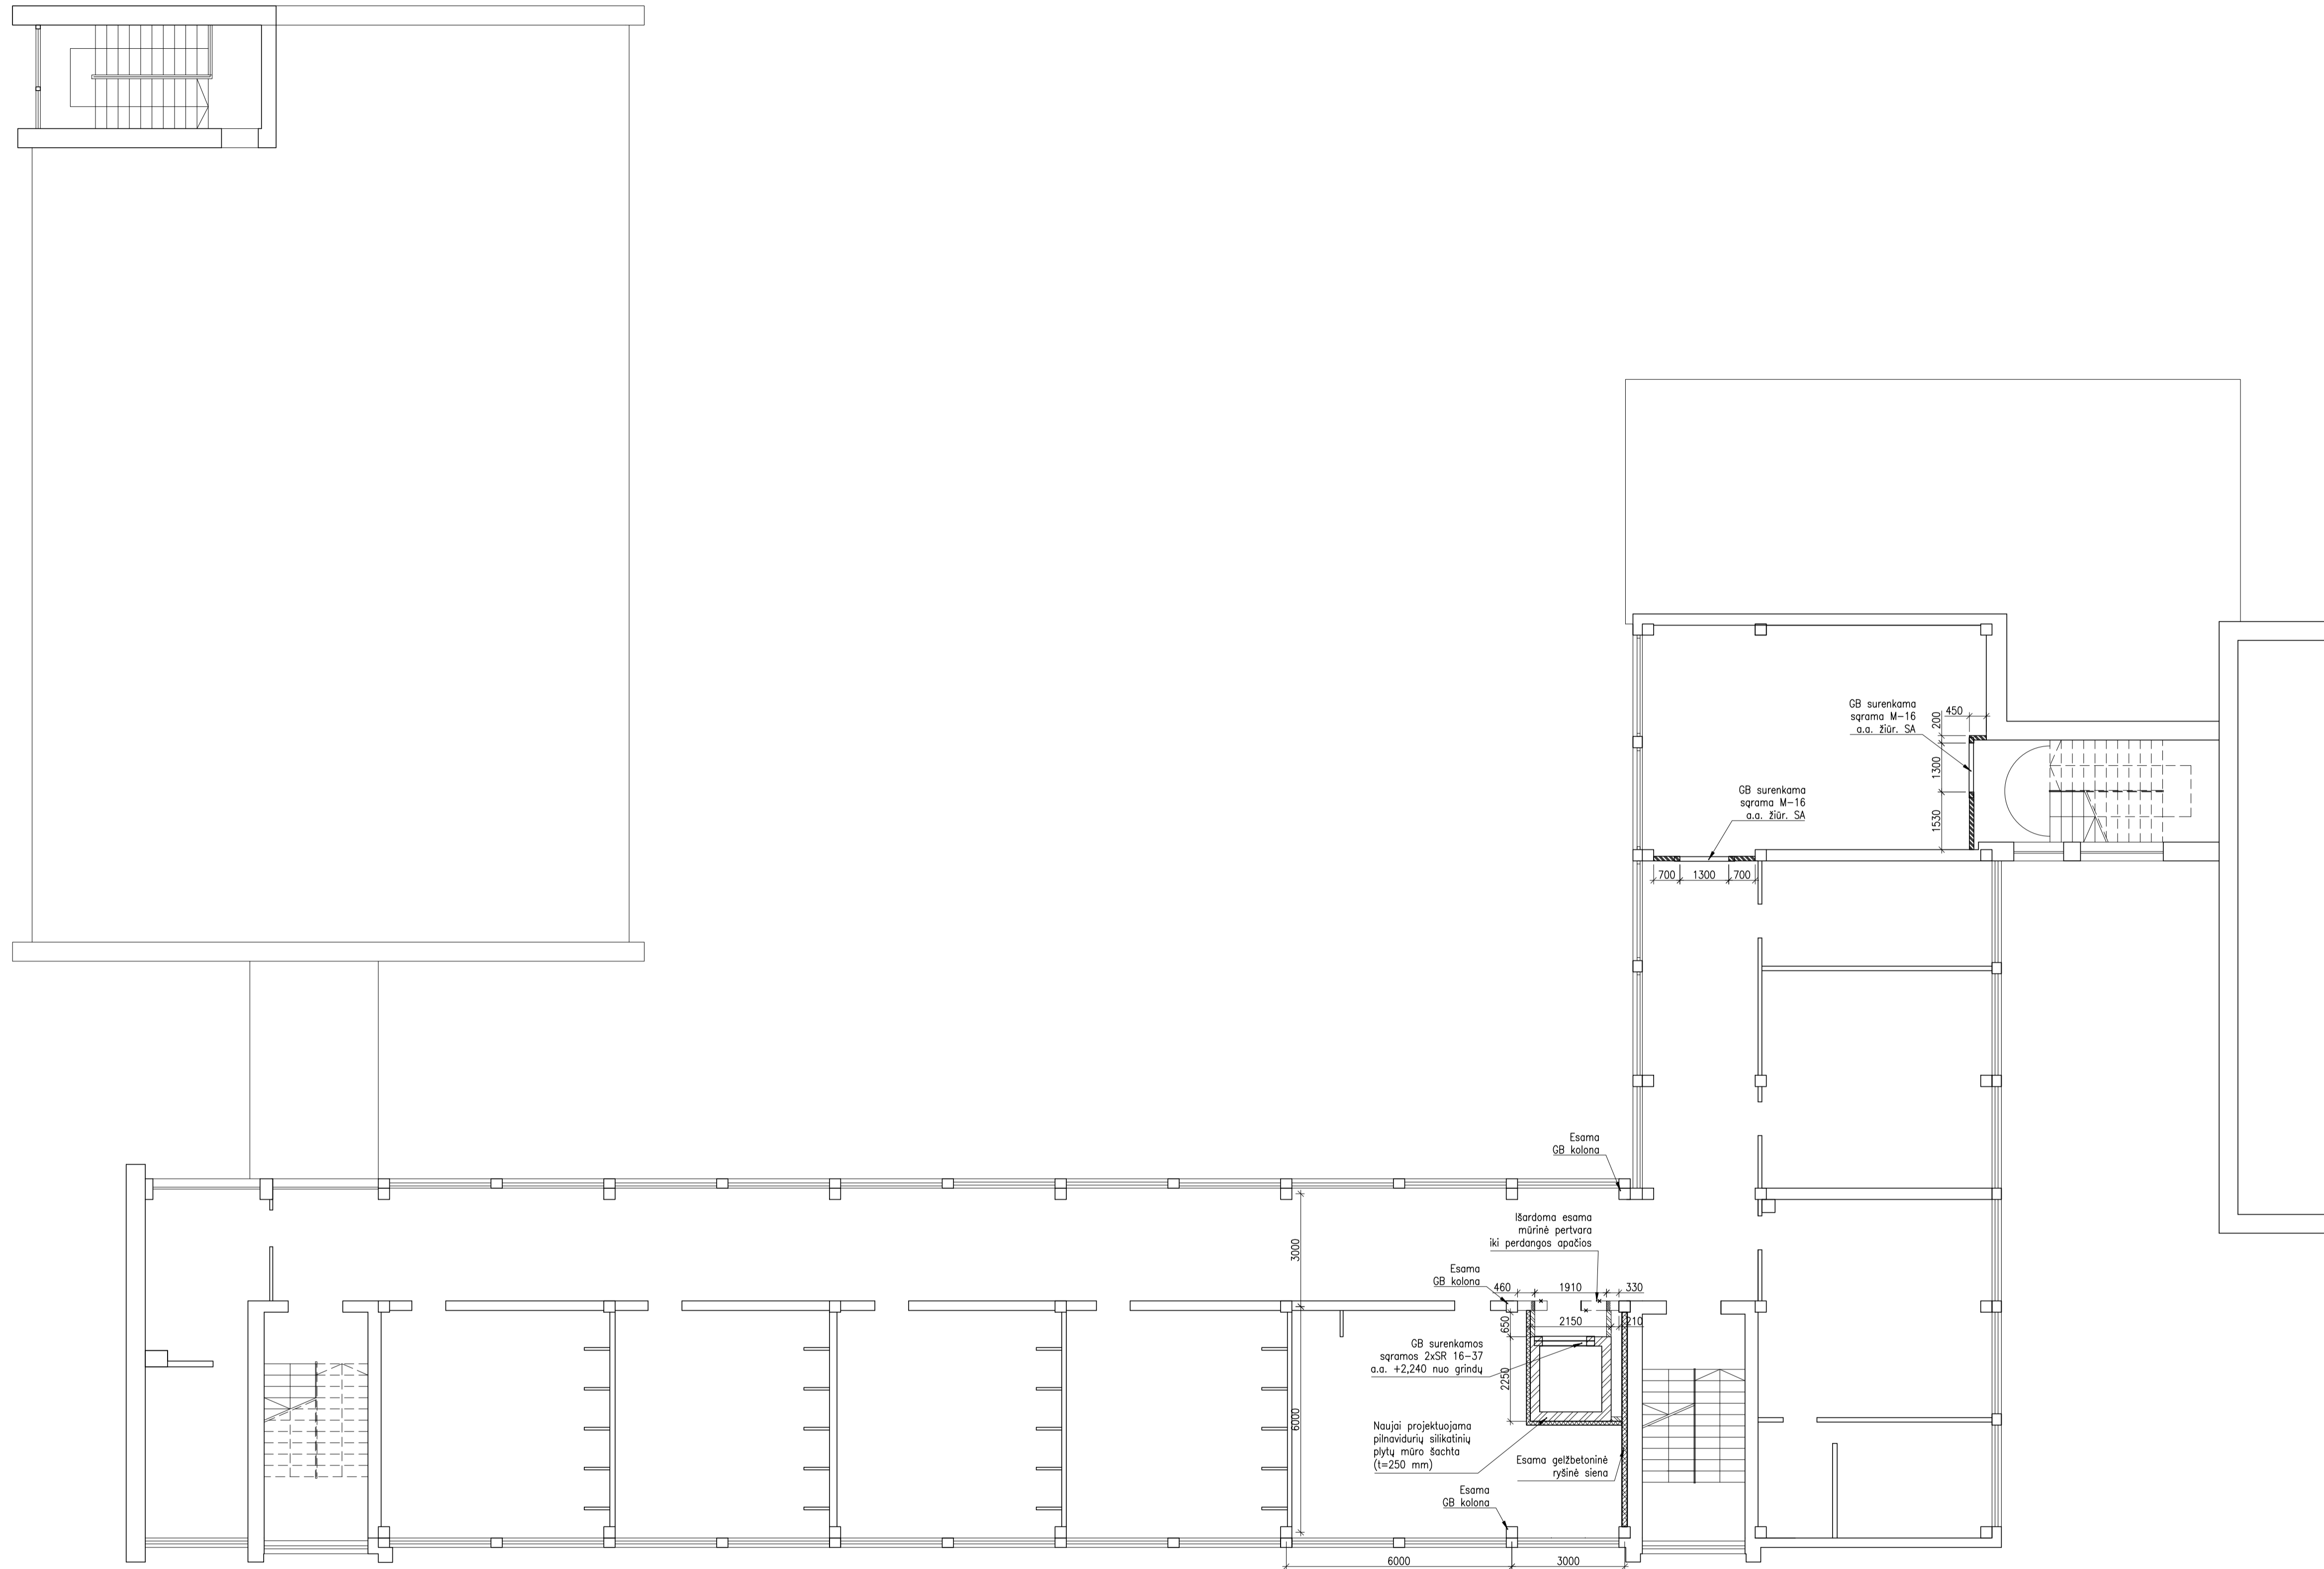 GB surenkama
sąrama M-16
a.a. žiūr. SA
450
200
1300
1530
GB surenkama
sąrama M-16
a.a. žiūr. SA
700
1300
700
Esama
GB kolona
Išardoma esama
mūrinė pertvara
iki perdangos apačios
3000
Esama
GB kolona
460
1910
330
650
2150
210
GB surenkamos
sąramos 2xSR 16-37
a.a. +2,240 nuo grindų
2250
6000
Naujai projektuojama
pilnavidurių silikatinių
plytų mūro šachta
(t=250 mm)
Esama gelžbetoninė
ryšinė siena
Esama
GB kolona
6000
3000